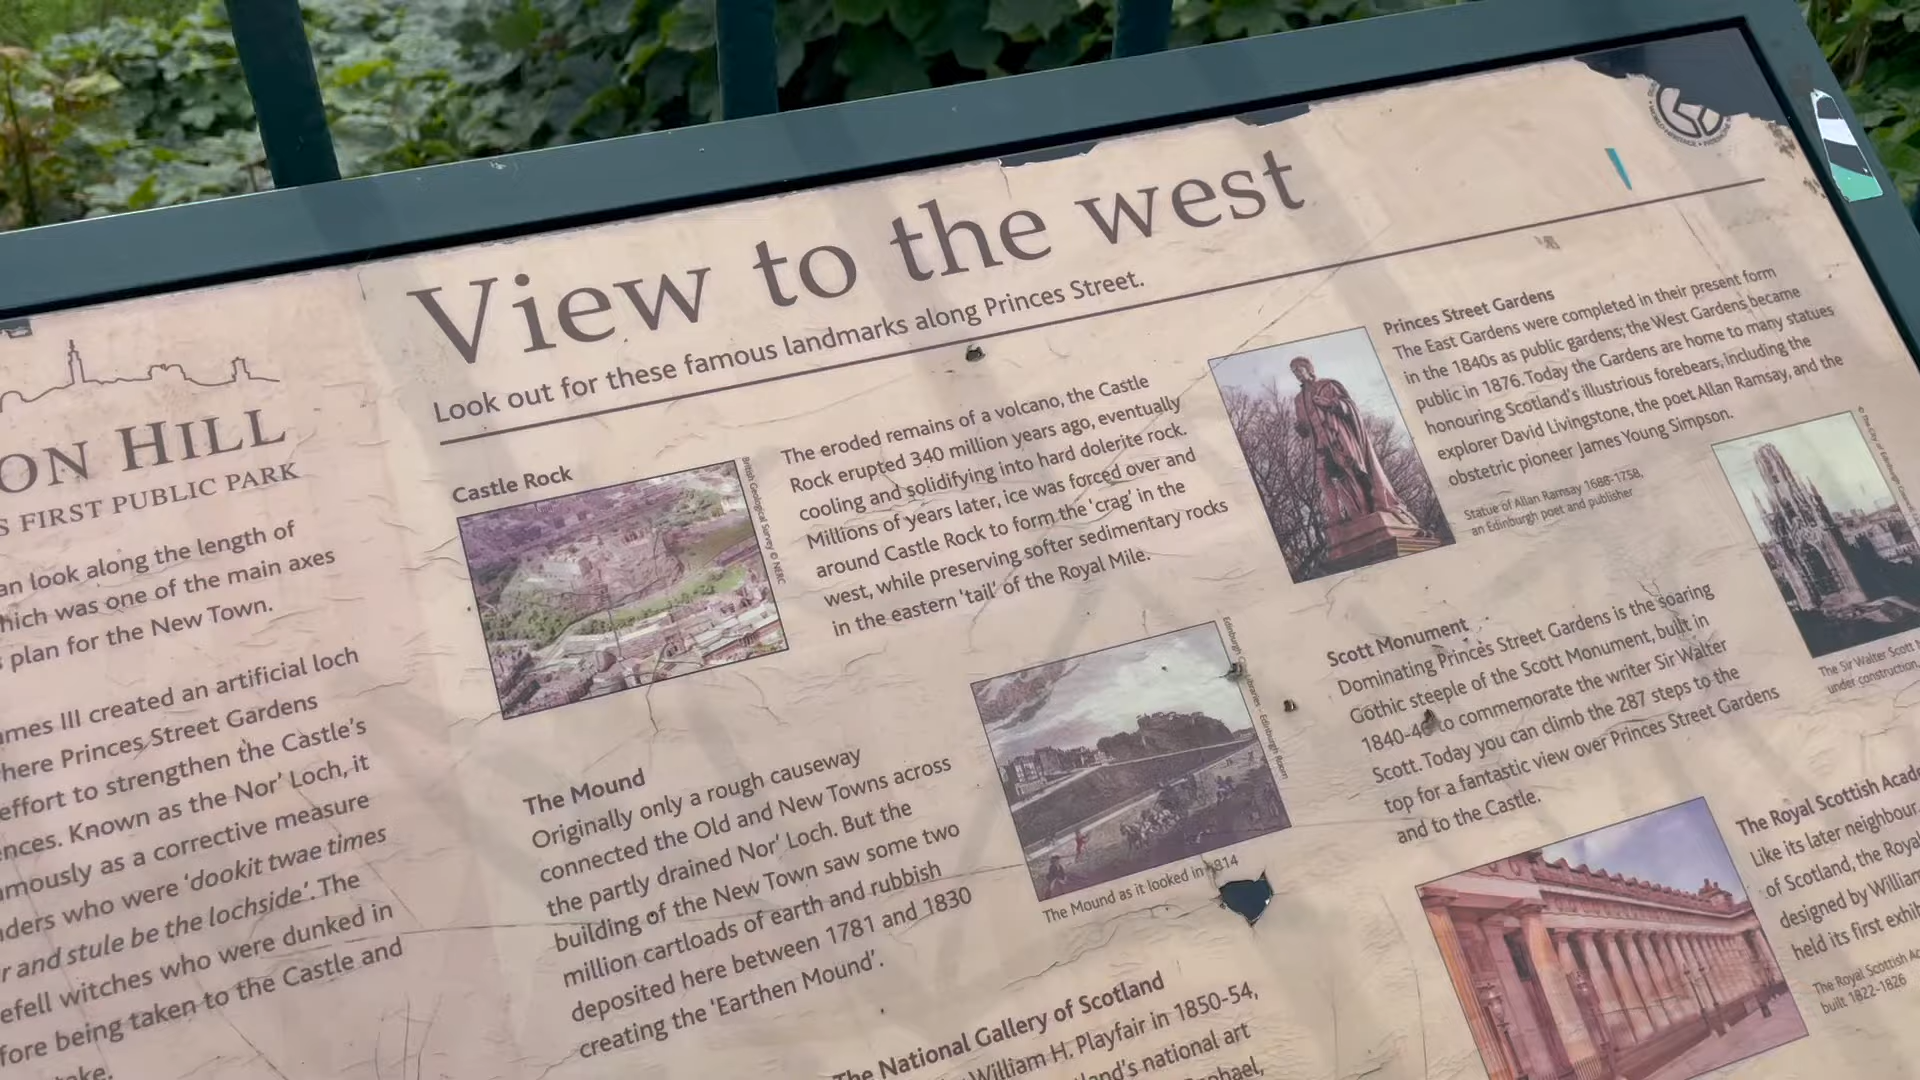 View to the west
Look out for these famous landmarks along Princes Street.
ON HILL
S FIRST PUBLIC PARK
an look along the length of
hich was one of the main axes
plan for the New Town.
mes III created an artificial loch
here Princes Street Gardens
effort to strengthen the Castle's
ences. Known as the Nor' Loch, it
mously as a corrective measure
nders who were 'dookit twae times
r and stule be the lochside'. The
efell witches who were dunked in
fore being taken to the Castle and
take.
Castle Rock
British Geological Survey © NERC
The eroded remains of a volcano, the Castle
Rock erupted 340 million years ago, eventually
cooling and solidifying into hard dolerite rock.
Millions of years later, ice was forced over and
around Castle Rock to form the 'crag' in the
west, while preserving softer sedimentary rocks
in the eastern 'tail' of the Royal Mile.
The Mound
Originally only a rough causeway
connected the Old and New Towns across
the partly drained Nor' Loch. But the
building of the New Town saw some two
million cartloads of earth and rubbish
deposited here between 1781 and 1830
creating the 'Earthen Mound'.
The Mound as it looked in 1814
The National Gallery of Scotland
William H. Playfair in 1850-54,
land's national art
Raphael,
Princes Street Gardens
The East Gardens were completed in their present form
in the 1840s as public gardens; the West Gardens became
public in 1876. Today the Gardens are home to many statues
honouring Scotland's illustrious forebears, including the
explorer David Livingstone, the poet Allan Ramsay, and the
obstetric pioneer James Young Simpson.
Statue of Allan Ramsay 1686-1758,
an Edinburgh poet and publisher
Scott Monument
Dominating Princes Street Gardens is the soaring
Gothic steeple of the Scott Monument, built in
1840-46 to commemorate the writer Sir Walter
Scott. Today you can climb the 287 steps to the
top for a fantastic view over Princes Street Gardens
and to the Castle.
The Sir Walter Scott
under construction,
The Royal Scottish Acad
Like its later neighbour,
of Scotland, the Royal
designed by William
held its first exhib
The Royal Scottish Ac
built 1822-1826